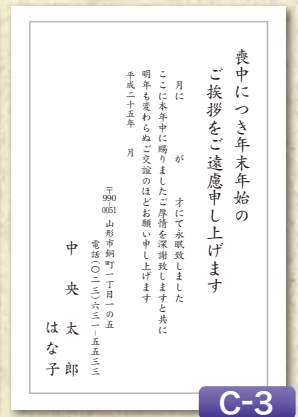 喪中につき年末年始の
ご挨拶をご遠慮申し上げます
月に　　が　　才にて永眠致しました
ここに本年中に賜りましたご厚情を深謝致しますと共に
明年も変わらぬご交誼のほどお願い申し上げます
平成二十五年　　月
〒990-0051 山形市銅町一丁目一の五
電話(〇二三)六三一-五五三三
中央太郎
はな子
C-3